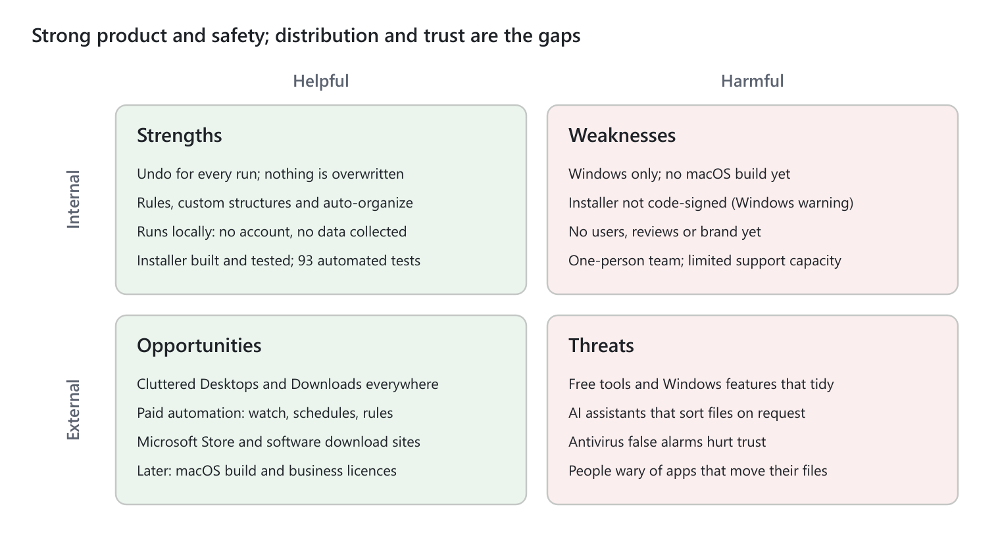 Strong product and safety; distribution and trust are the gaps
Helpful
Harmful
Internal
Strengths
Undo for every run; nothing is overwritten
Rules, custom structures and auto-organize
Runs locally: no account, no data collected
Installer built and tested; 93 automated tests
Weaknesses
Windows only; no macOS build yet
Installer not code-signed (Windows warning)
No users, reviews or brand yet
One-person team; limited support capacity
External
Opportunities
Cluttered Desktops and Downloads everywhere
Paid automation: watch, schedules, rules
Microsoft Store and software download sites
Later: macOS build and business licences
Threats
Free tools and Windows features that tidy
AI assistants that sort files on request
Antivirus false alarms hurt trust
People wary of apps that move their files